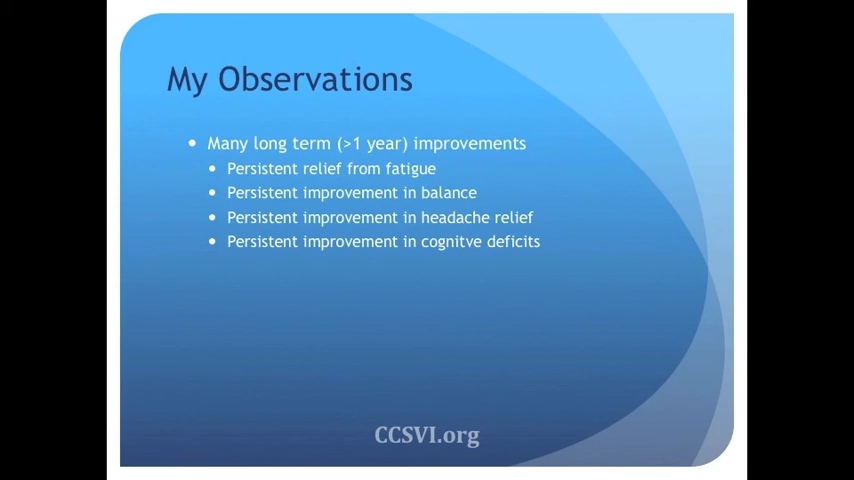 My Observations
• Many long term (>1 year) improvements
• Persistent relief from fatigue
• Persistent improvement in balance
• Persistent improvement in headache relief
• Persistent improvement in cognitve deficits
CCSVI.org